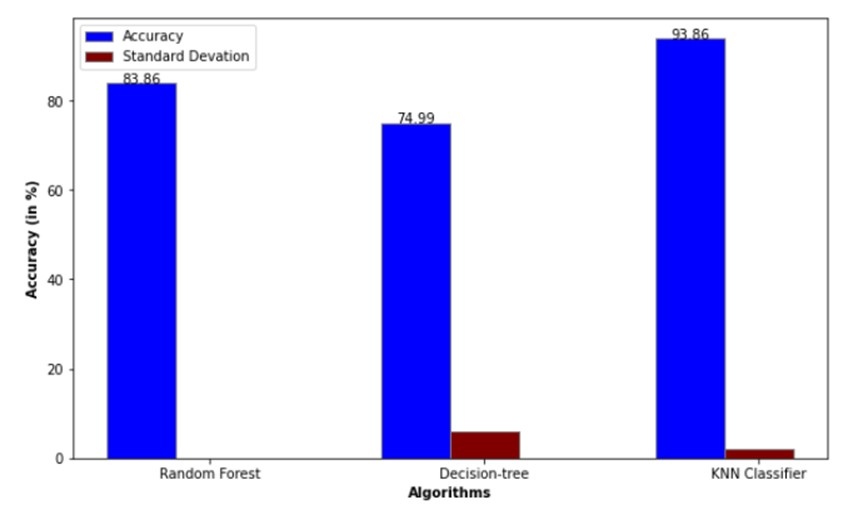 Accuracy
Standard Devation
83.86
74.99
93.86
80
60
40
20
0
Accuracy (in %)
Random Forest
Decision-tree
KNN Classifier
Algorithms